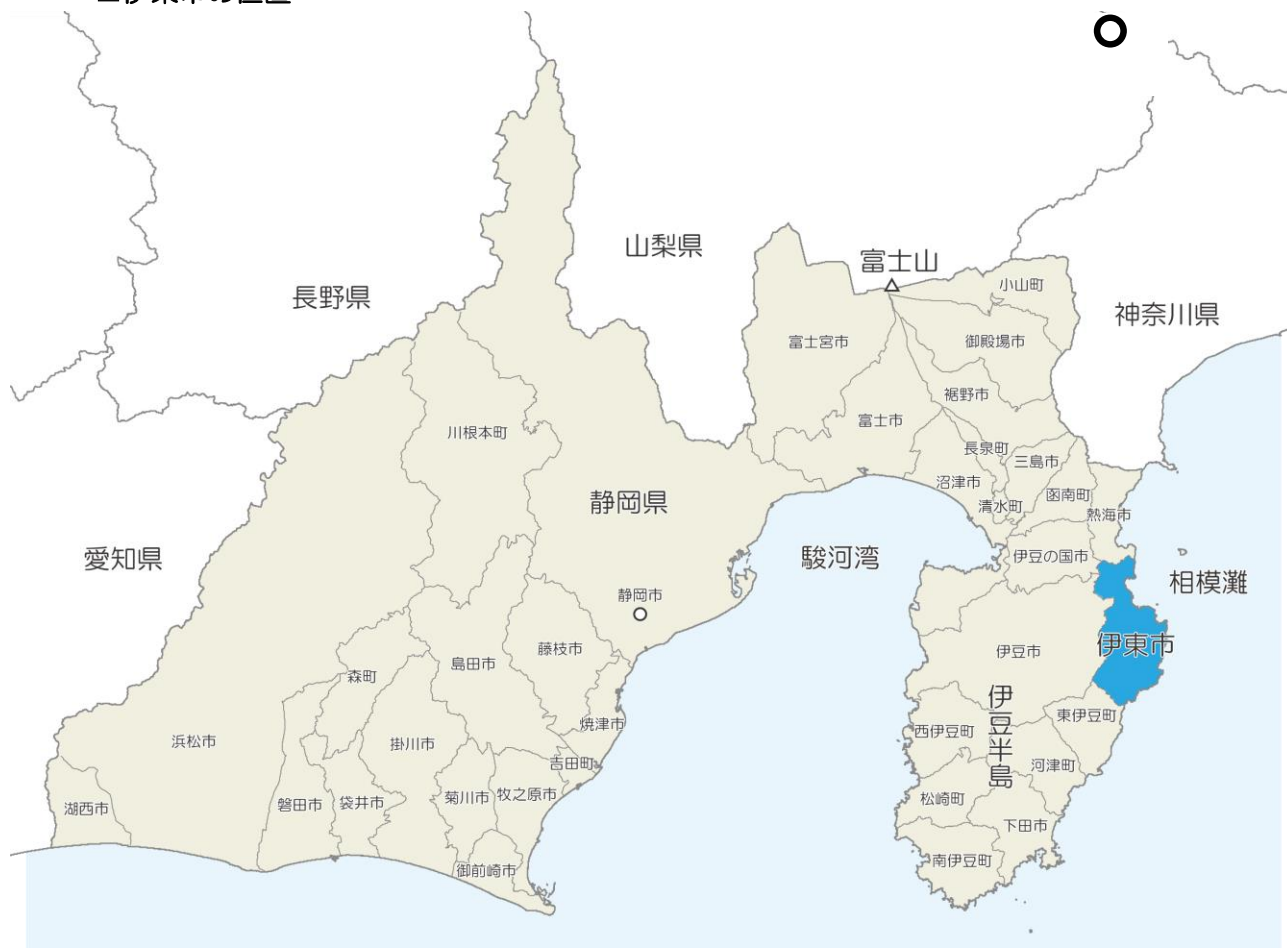 山梨県
富士山
小山町
長野県
神奈川県
富士宮市
御殿場市
裾野市
富士市
川根本町
長泉町
三島市
沼津市
函南町
静岡県
清水町
熱海市
愛知県
駿河湾
伊豆の国市
相模灘
静岡市
伊東市
藤枝市
伊豆市
島田市
森町
伊豆半島
東伊豆町
焼津市
西伊豆町
浜松市
掛川市
吉田町
河津町
菊川市
牧之原市
松崎町
湖西市
磐田市
袋井市
下田市
南伊豆町
御前崎市